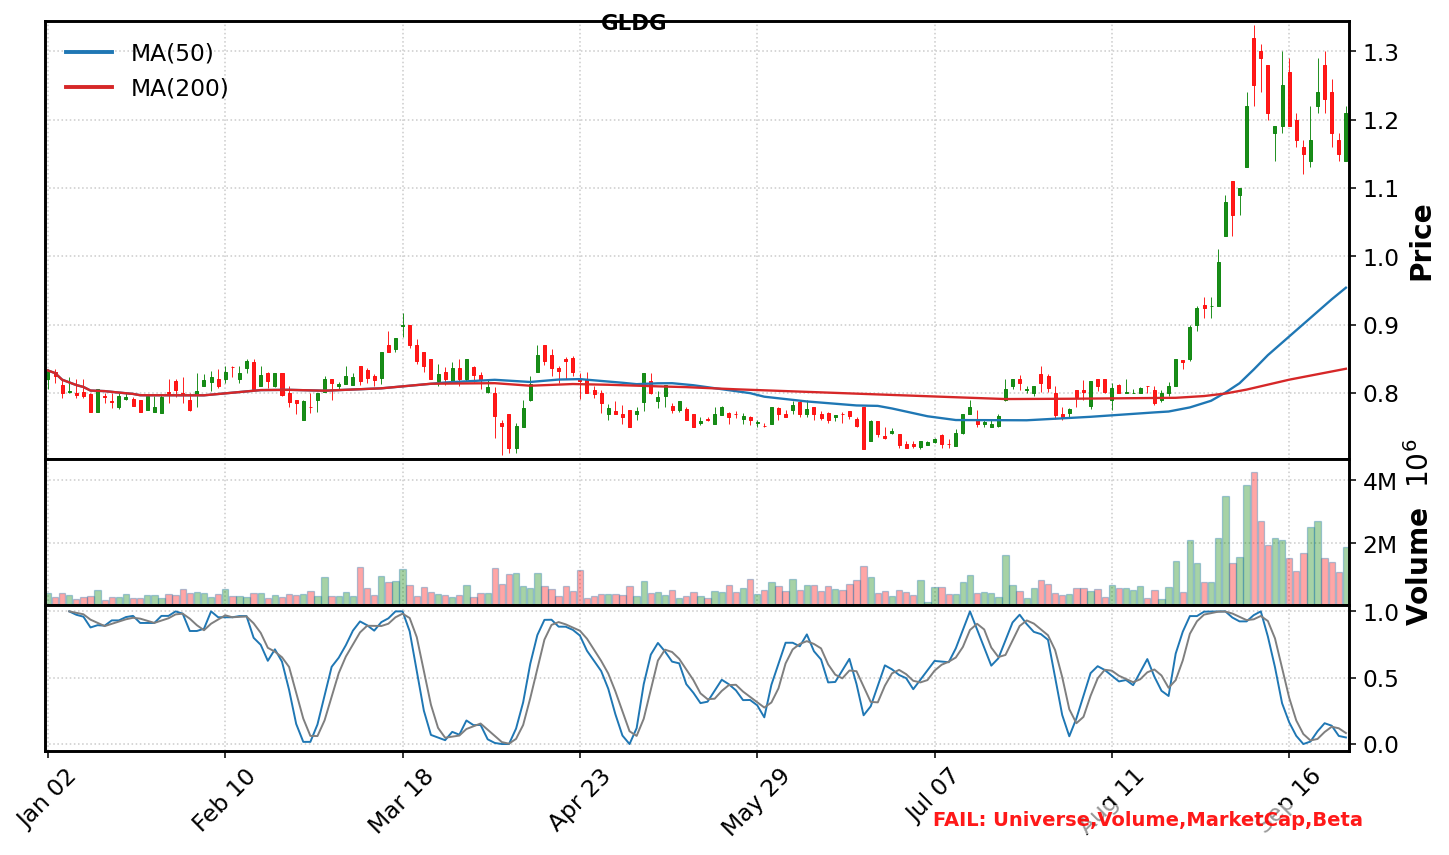 GLDG
MA(50)
MA(200)
1.3
1.2
1.1
1.0
0.9
0.8
Price
4M
2M
Volume 10^6
1.0
0.5
0.0
Jan 02
Feb 10
Mar 18
Apr 23
May 29
Jul 07
Aug 11
Sep 16
FAIL: Universe,Volume,MarketCap,Beta